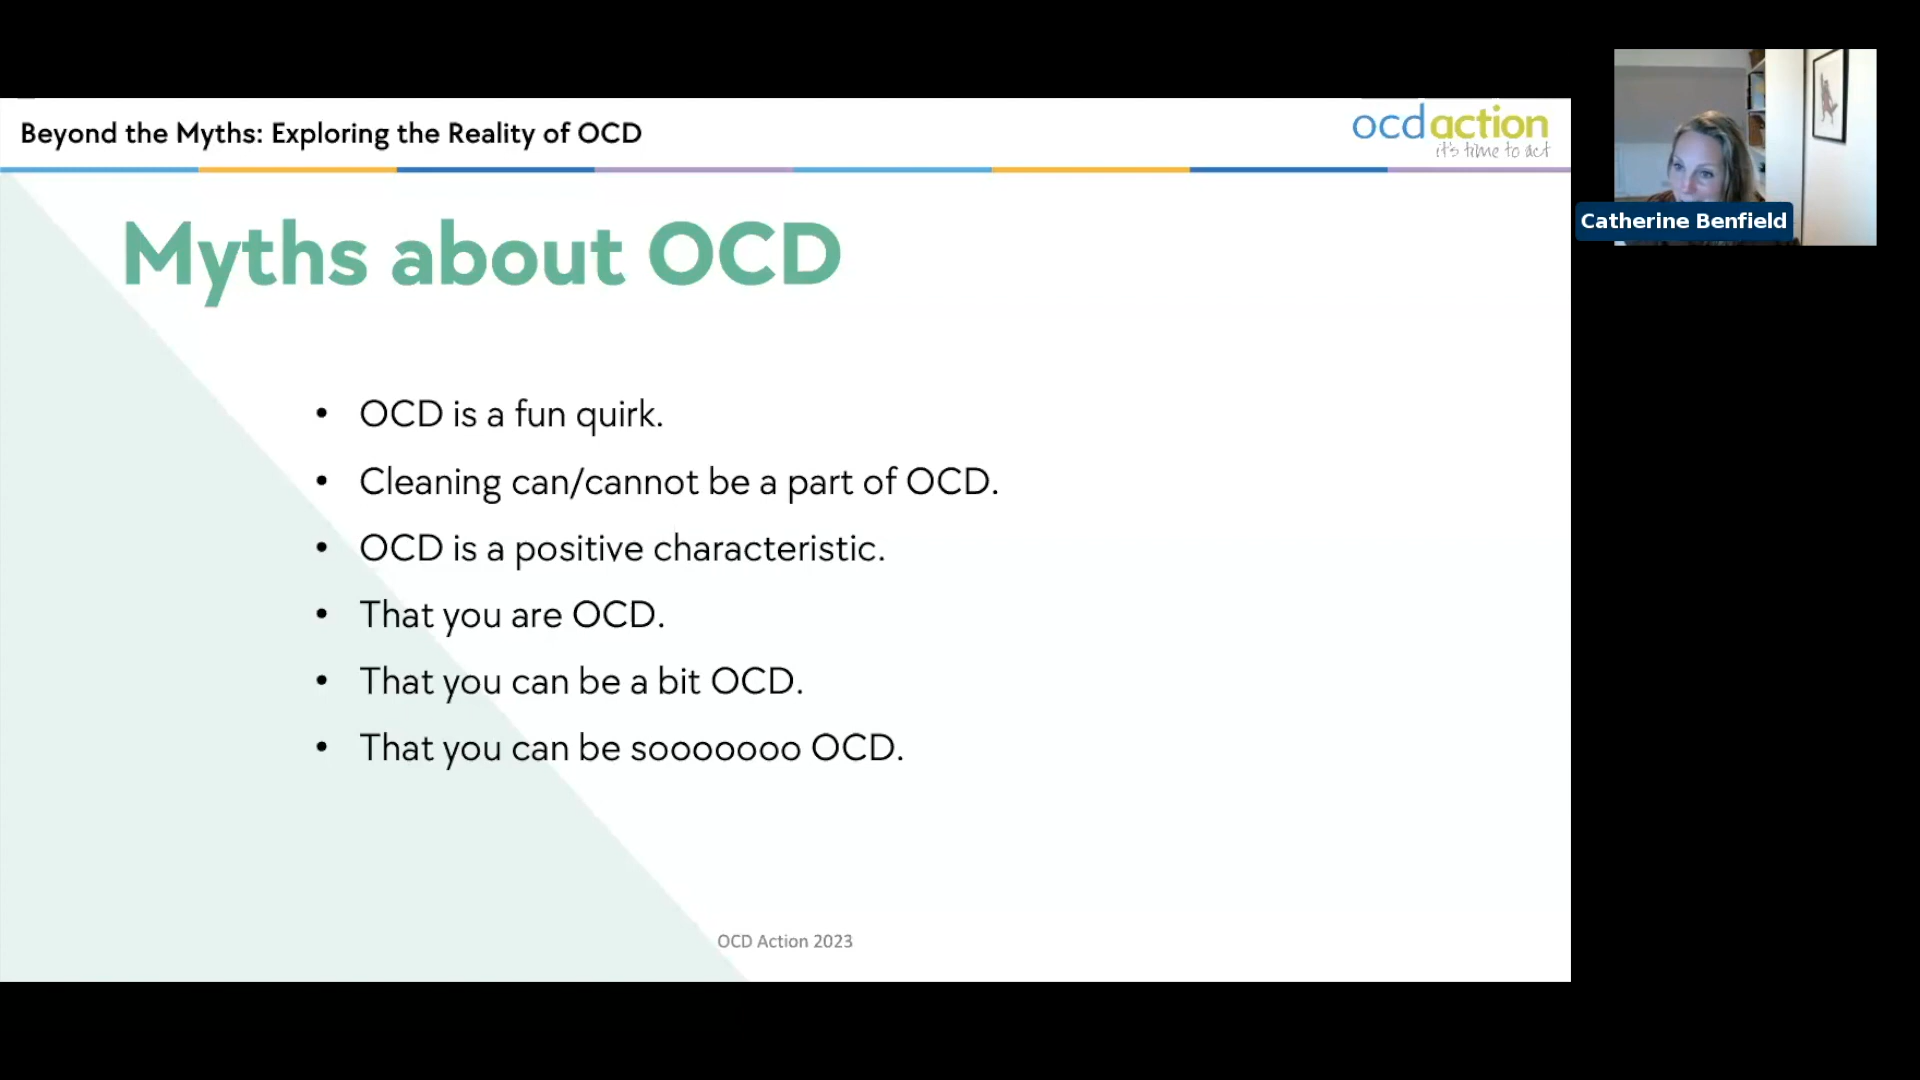 Beyond the Myths: Exploring the Reality of OCD
ocdaction
it's time to act
Catherine Benfield
Myths about OCD
• OCD is a fun quirk.
• Cleaning can/cannot be a part of OCD.
• OCD is a positive characteristic.
• That you are OCD.
• That you can be a bit OCD.
• That you can be sooooooo OCD.
OCD Action 2023